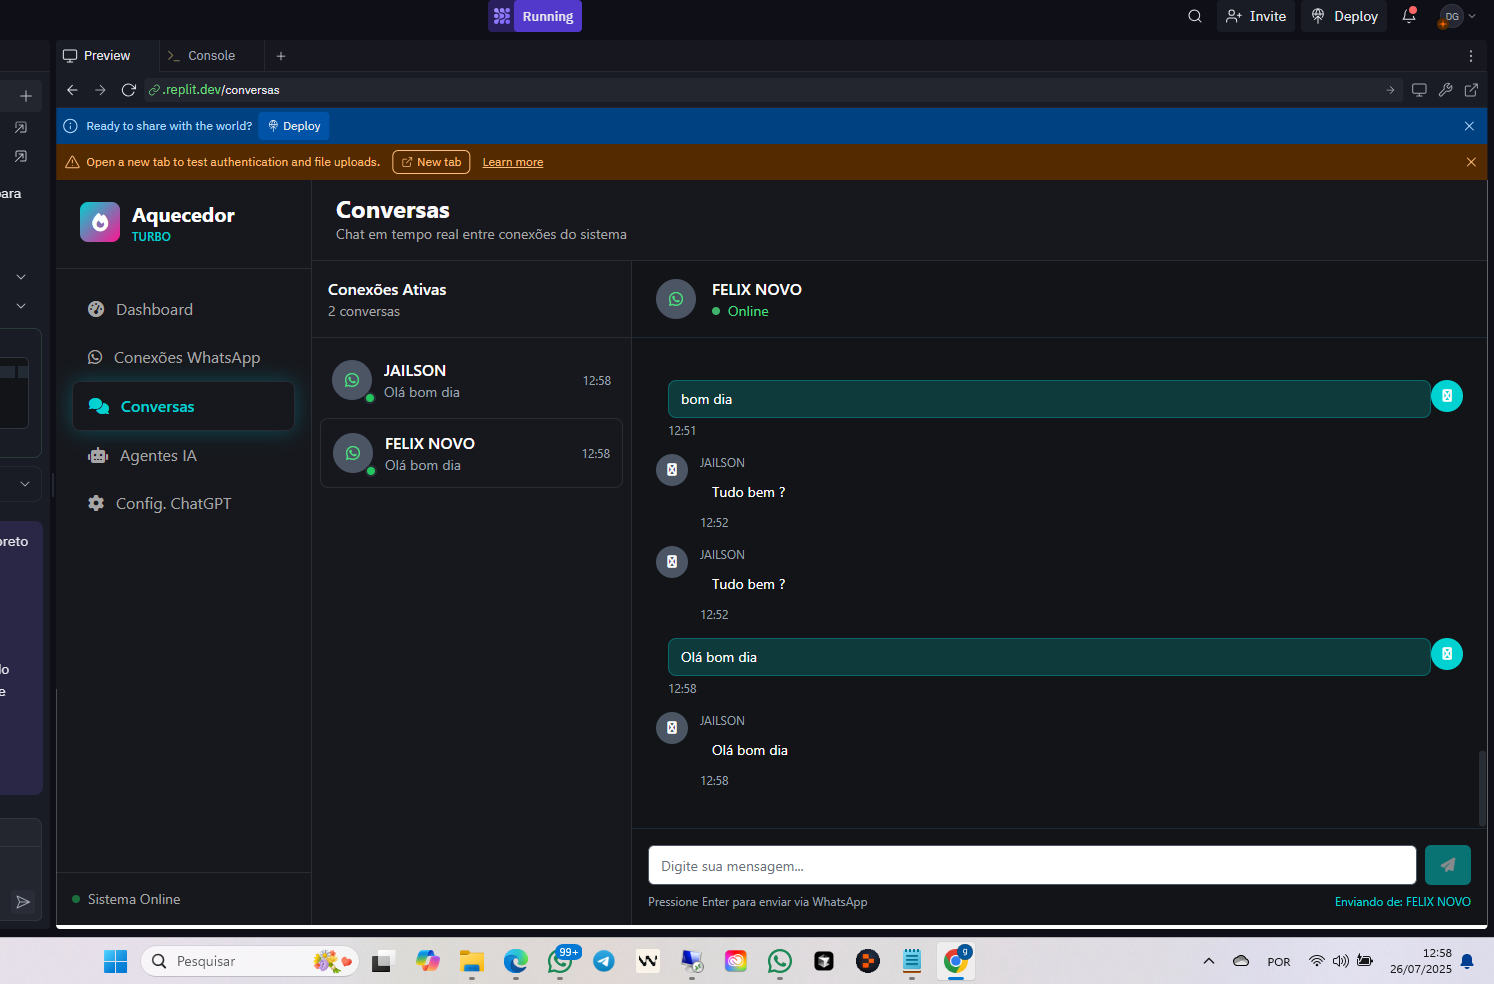 Running
Invite
Deploy
DG
Preview
Console
.replit.dev/conversas
Ready to share with the world?
Deploy
Open a new tab to test authentication and file uploads.
New tab
Learn more
para
oreto
lo
e
Aquecedor
TURBO
Dashboard
Conexões WhatsApp
Conversas
Agentes IA
Config. ChatGPT
Sistema Online
Conversas
Chat em tempo real entre conexões do sistema
Conexões Ativas
2 conversas
JAILSON
Olá bom dia
12:58
FELIX NOVO
Olá bom dia
12:58
FELIX NOVO
Online
bom dia
12:51
JAILSON
Tudo bem ?
12:52
JAILSON
Tudo bem ?
12:52
Olá bom dia
12:58
JAILSON
Olá bom dia
12:58
Digite sua mensagem...
Pressione Enter para enviar via WhatsApp
Enviando de: FELIX NOVO
Pesquisar
99+
9
POR
12:58
26/07/2025